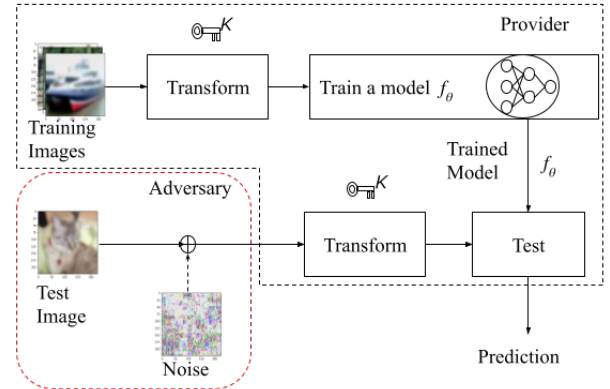 Provider
K
Transform
Train a model fθ
Training
Images
Trained
Model
fθ
Adversary
K
Transform
Test
Test
Image
Noise
Prediction